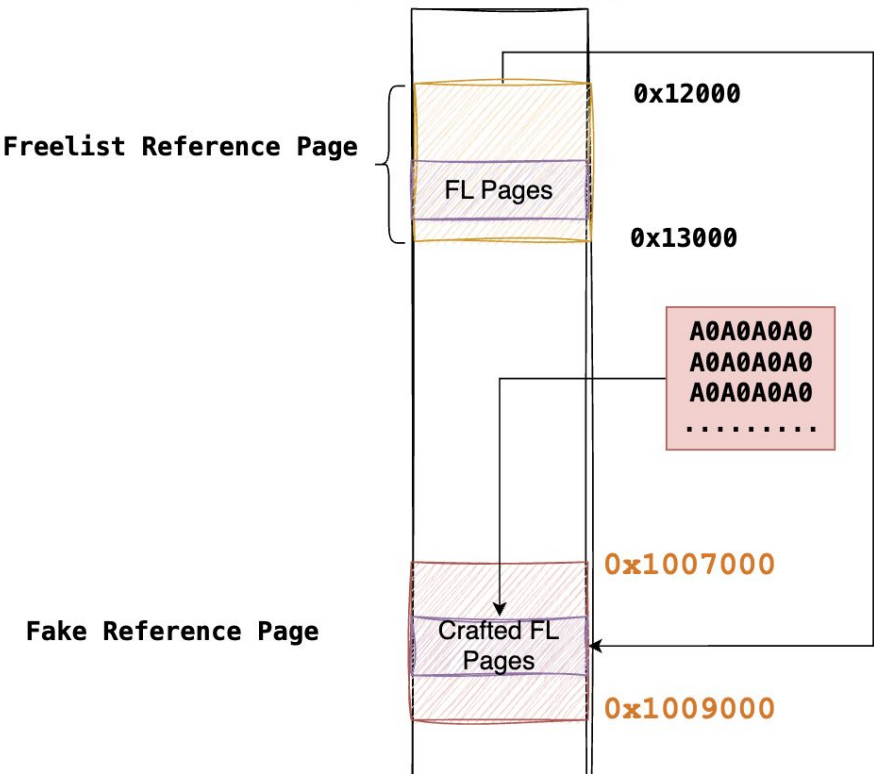 0x12000
Freelist Reference Page
FL Pages
0x13000
A0A0A0A0
A0A0A0A0
A0A0A0A0
.........
0x1007000
Fake Reference Page
Crafted FL
Pages
0x1009000